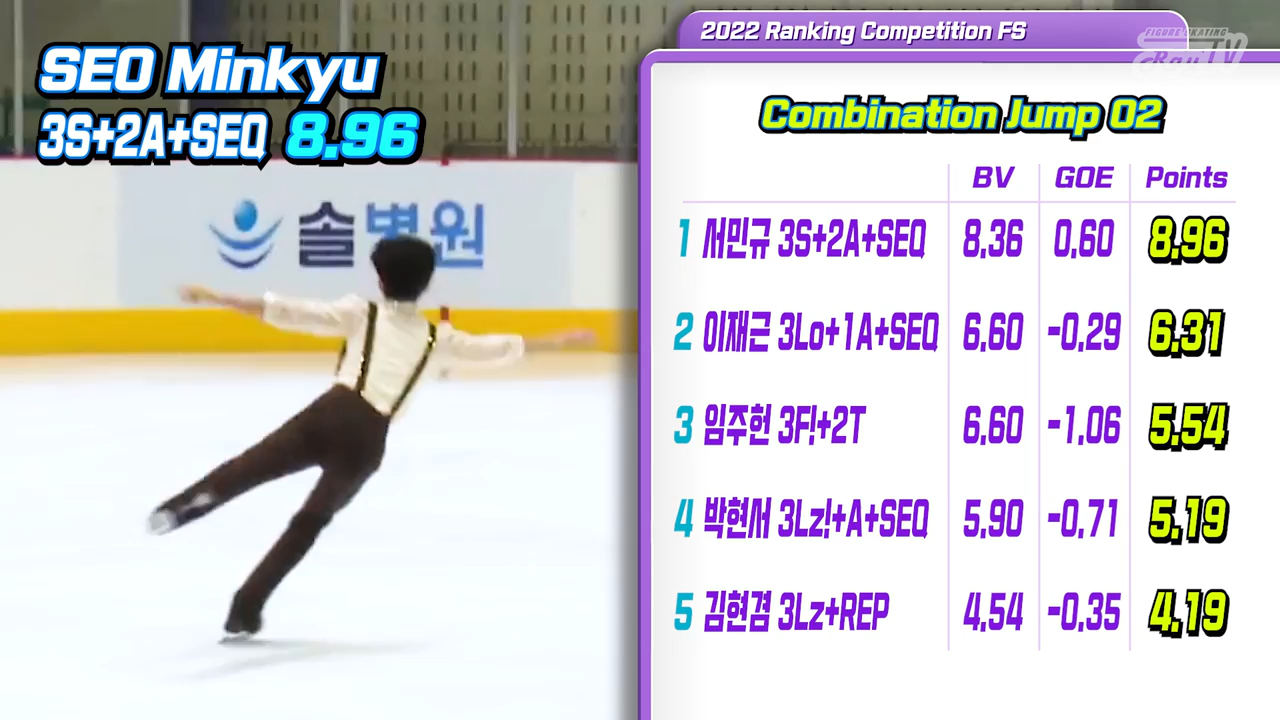 SEO Minkyu
3S+2A+SEQ 8.96
솔병원
2022 Ranking Competition FS
FIGURE SKATING
Ray TV
Combination Jump 02
BV GOE Points
1 서민규 3S+2A+SEQ 8.36 0.60 8.96
2 이재근 3Lo+1A+SEQ 6.60 -0.29 6.31
3 임주헌 3F!+2T 6.60 -1.06 5.54
4 박현서 3Lz!+A+SEQ 5.90 -0.71 5.19
5 김현겸 3Lz+REP 4.54 -0.35 4.19